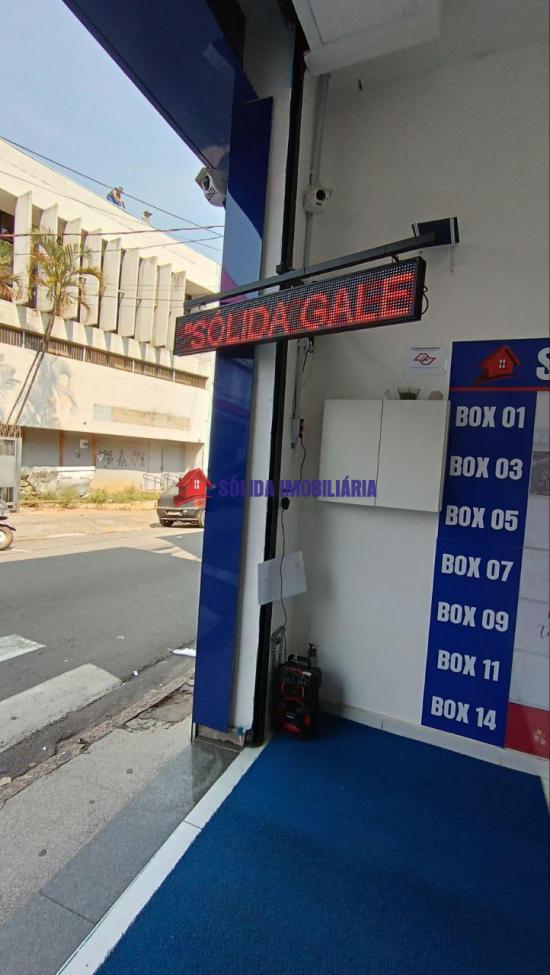 "SÓLIDA GALE
SÓLIDA IMOBILIÁRIA
S
BOX 01
BOX 03
BOX 05
BOX 07
BOX 09
BOX 11
BOX 14